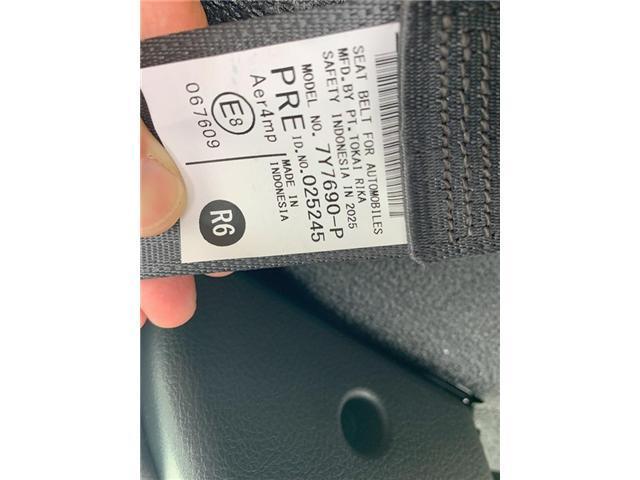 SEAT BELT FOR AUTOMOBILES
MFD.BY PT.TOKAI RIKA
SAFETY INDONESIA IN 2025
MODEL NO. 7Y7690-P
PRE ID.NO.025245
Aer4mp
MADE IN
INDONESIA
E8
067609
R6